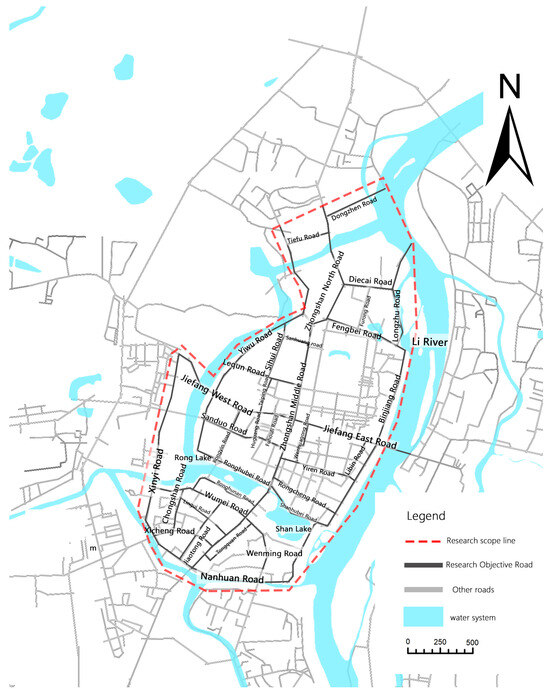 N
Dongzhen Road
Tiefu Road
Zhongshan North Road
Diecai Road
Longzhu Road
Fengbei Road
Li River
Yiwu Road
Sihui Road
Lequn Road
Jiefang West Road
Zhongshan Middle Road
Binjiang Road
Sanduo Road
Jiefang East Road
Rong Lake
Ronghubei Road
Yiren Road
Xinyi Road
Chongshan Road
Rongcheng Road
Wumei Road
Shanhubei Road
Shan Lake
Xicheng Road
Wenming Road
Nanhuan Road
m
Legend
Research scope line
Research Objective Road
Other roads
water system
0 250 500